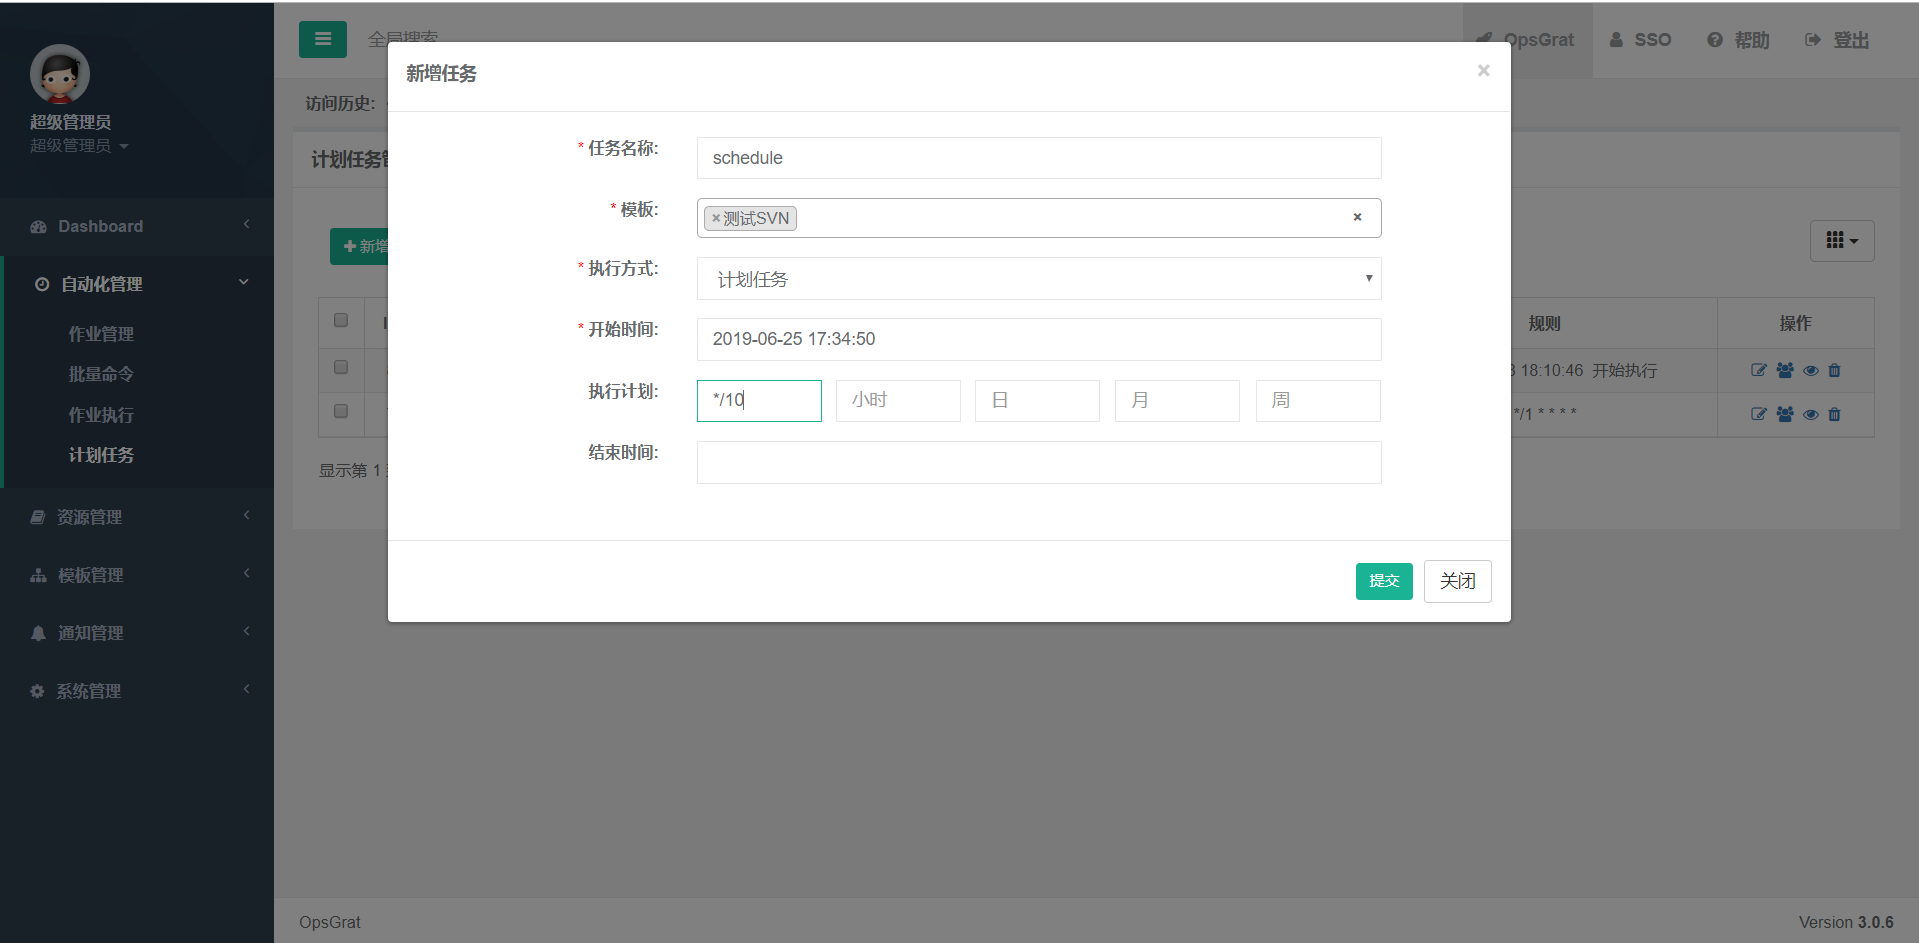 超级管理员
超级管理员
Dashboard
自动化管理
作业管理
批量命令
作业执行
计划任务
资源管理
模板管理
通知管理
系统管理
全局搜索
OpsGrat
SSO
帮助
登出
访问历史:
计划任务
新增
新增任务
×
* 任务名称:
schedule
* 模板:
×测试SVN
×
* 执行方式:
计划任务
* 开始时间:
2019-06-25 17:34:50
执行计划:
*/10
小时
日
月
周
结束时间:
提交
关闭
规则
操作
18:10:46 开始执行
*/1 * * * *
显示第 1
OpsGrat
Version 3.0.6